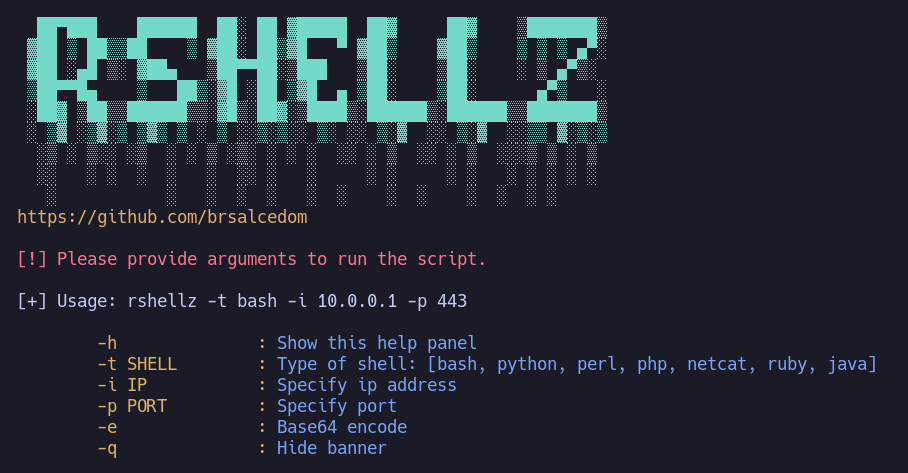 RSHELLZ
https://github.com/brsalcedom
[!] Please provide arguments to run the script.
[+] Usage: rshellz -t bash -i 10.0.0.1 -p 443
-h : Show this help panel
-t SHELL : Type of shell: [bash, python, perl, php, netcat, ruby, java]
-i IP : Specify ip address
-p PORT : Specify port
-e : Base64 encode
-q : Hide banner